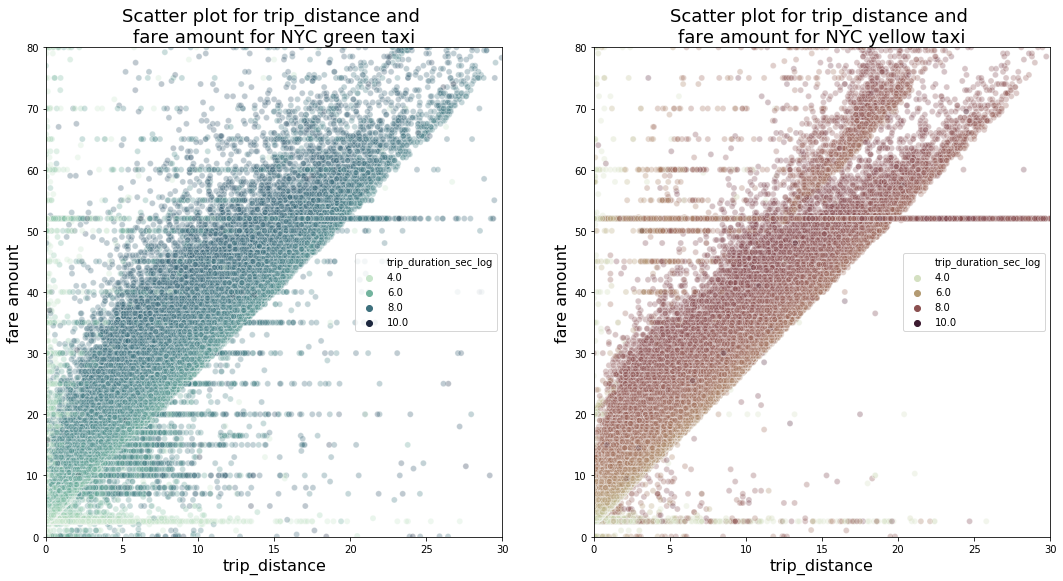 Scatter plot for trip_distance and
fare amount for NYC green taxi
80
70
60
50
40
30
20
10
0
fare amount
trip_duration_sec_log
4.0
6.0
8.0
10.0
0 5 10 15 20 25 30
trip_distance
Scatter plot for trip_distance and
fare amount for NYC yellow taxi
80
70
60
50
40
30
20
10
0
fare amount
trip_duration_sec_log
4.0
6.0
8.0
10.0
0 5 10 15 20 25 30
trip_distance